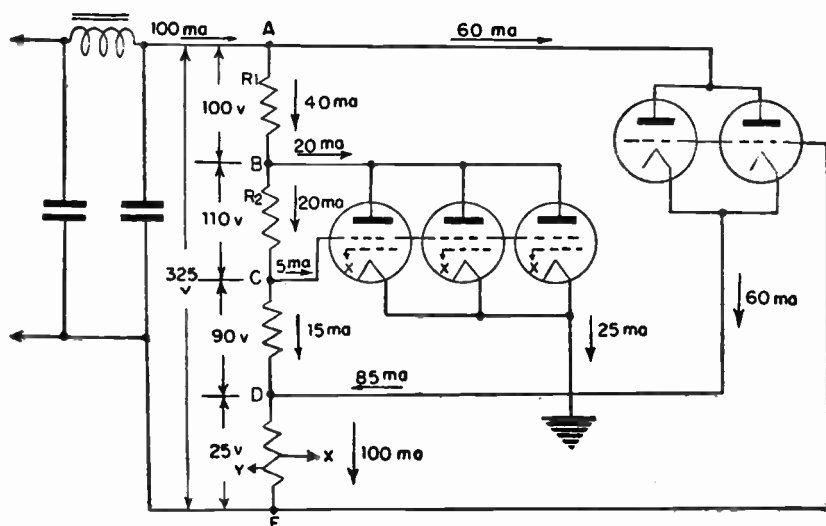 100 ma
A
60 ma
R1
100 v
40 ma
20 ma
B
R2
110 v
20 ma
X
X
X
5 ma
C
325 v
60 ma
90 v
15 ma
25 ma
85 ma
D
25 v
X
Y
100 ma
E